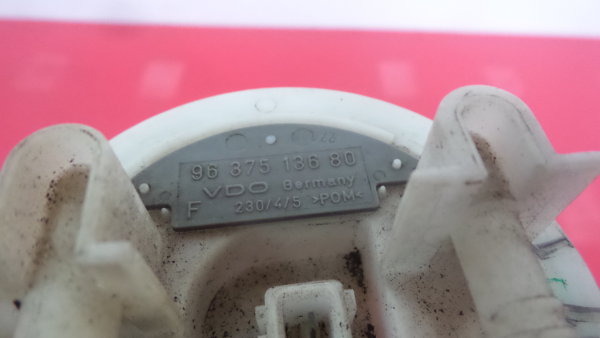 96 375 136 80
VDO Germany
F 230/4/5 >POM<